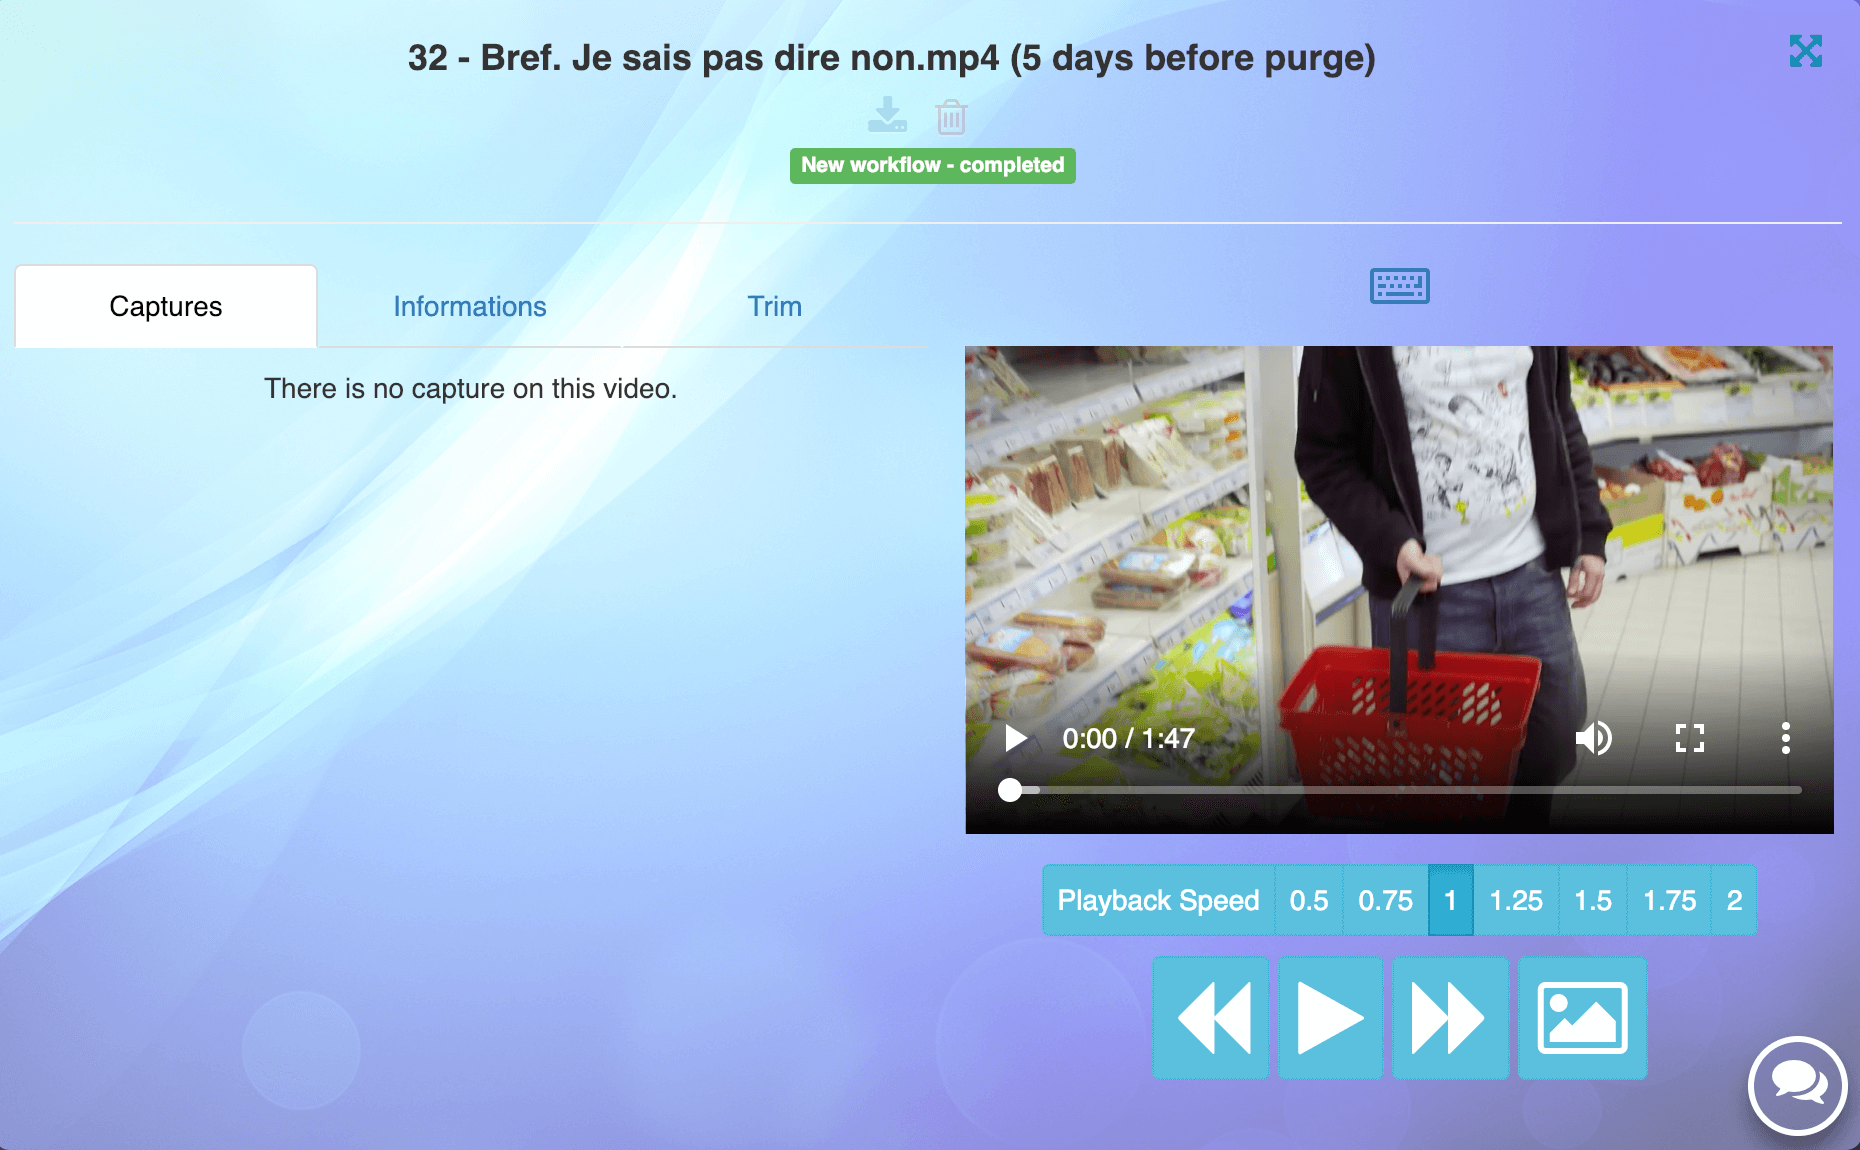 32 - Bref. Je sais pas dire non.mp4 (5 days before purge)
New workflow - completed
Captures
Informations
Trim
There is no capture on this video.
0:00 / 1:47
Playback Speed
0.5
0.75
1
1.25
1.5
1.75
2